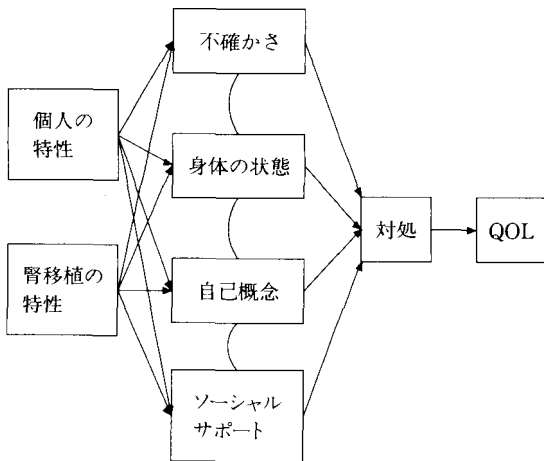 不確かさ
個人の
特性
身体の状態
対処
QOL
腎移植の
特性
自己概念
ソーシャル
サポート